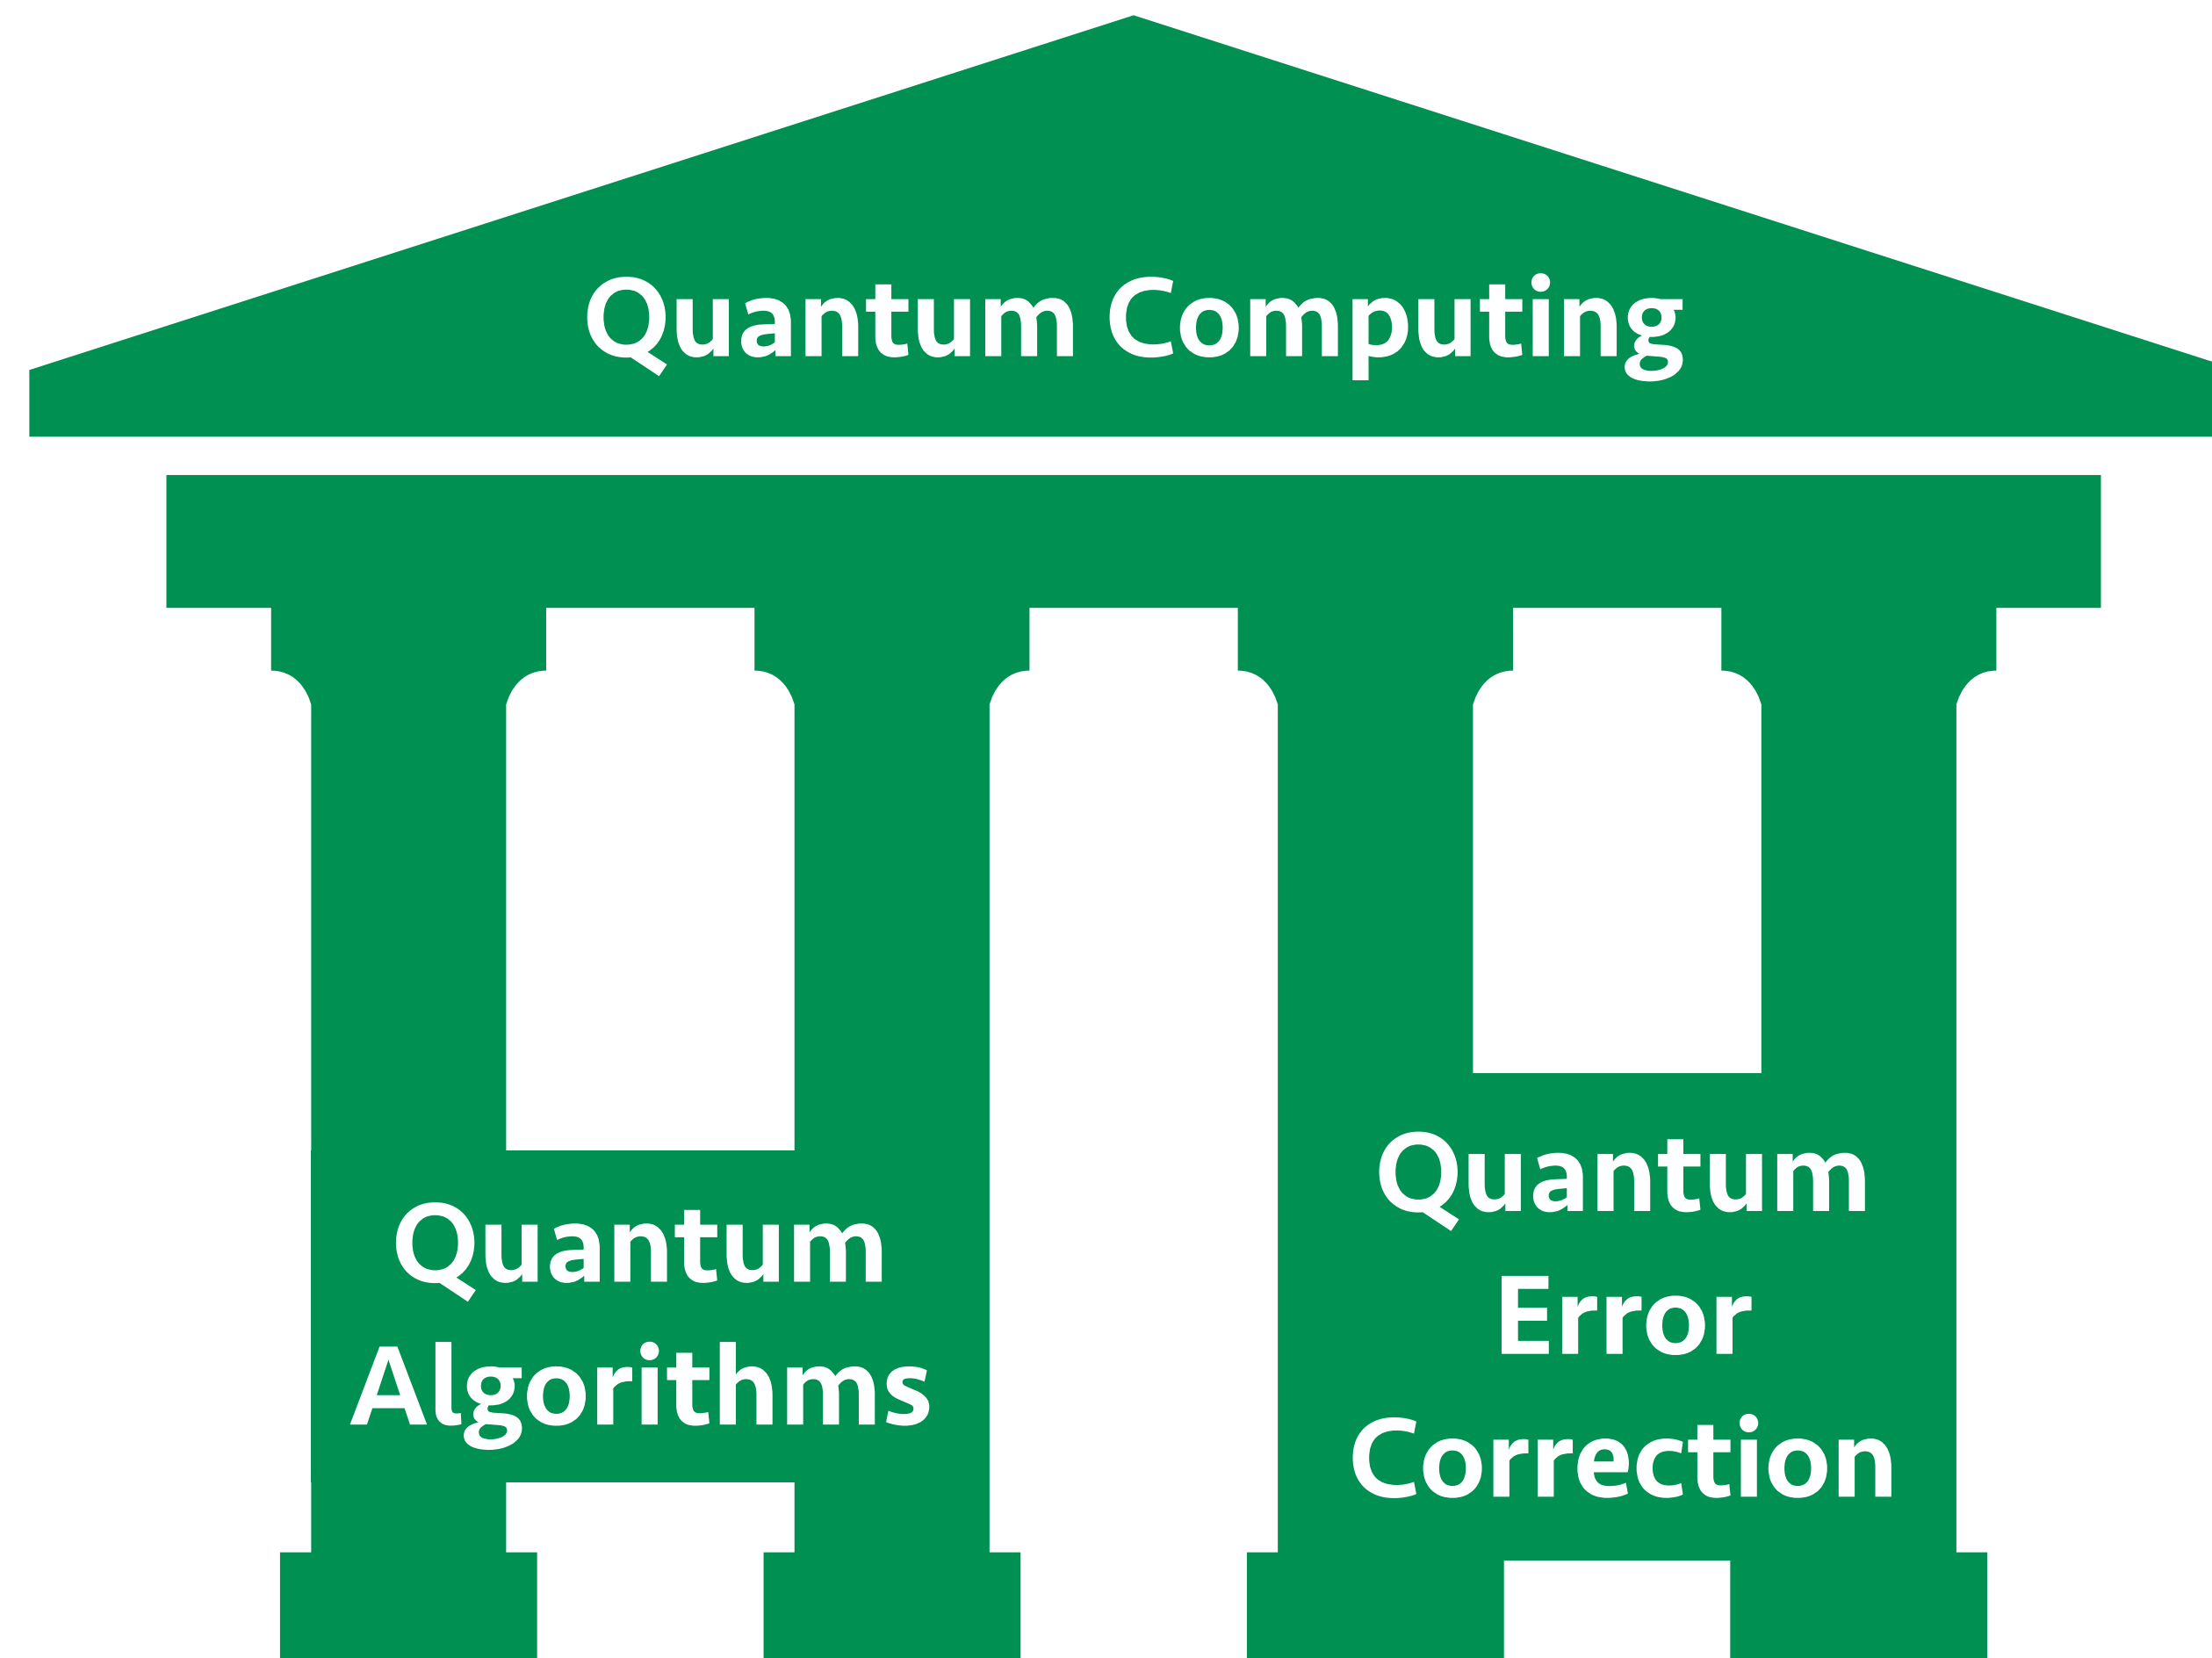 Quantum Computing
Quantum
Algorithms
Quantum
Error
Correction